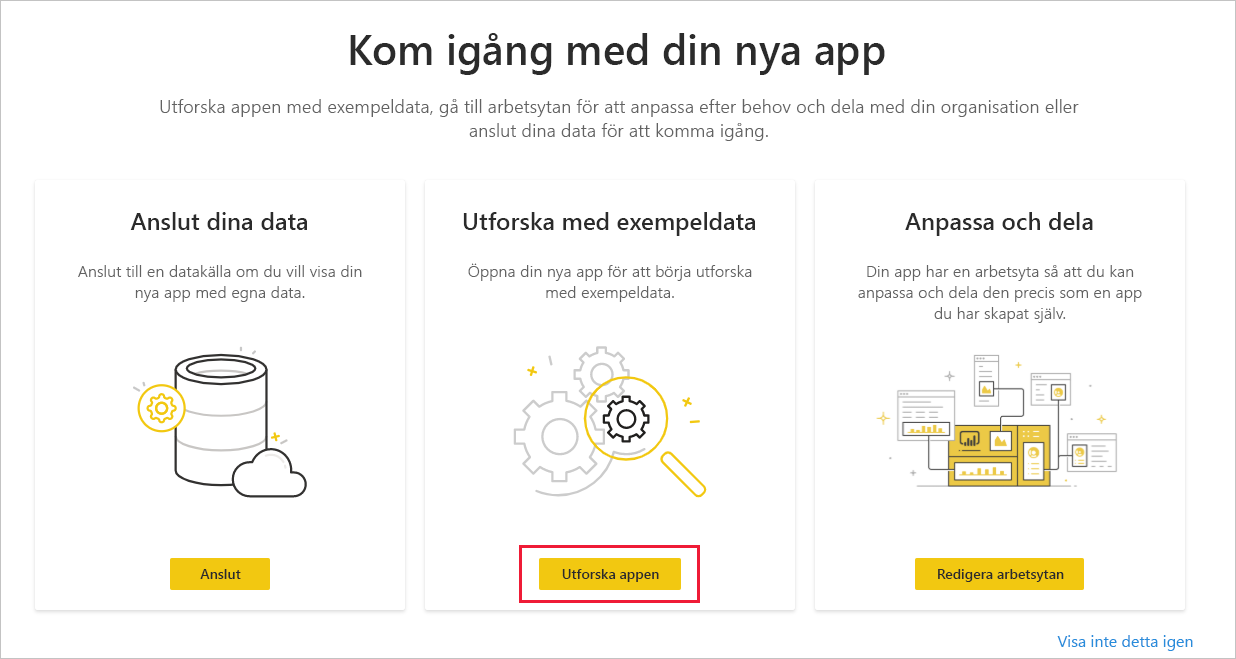 Kom igång med din nya app
Utforska appen med exempeldata, gå till arbetsytan för att anpassa efter behov och dela med din organisation eller
anslut dina data för att komma igång.
Anslut dina data
Anslut till en datakälla om du vill visa din
nya app med egna data.
Anslut
Utforska med exempeldata
Öppna din nya app för att börja utforska
med exempeldata.
Utforska appen
Anpassa och dela
Din app har en arbetsyta så att du kan
anpassa och dela den precis som en app
du har skapat själv.
Redigera arbetsytan
Visa inte detta igen